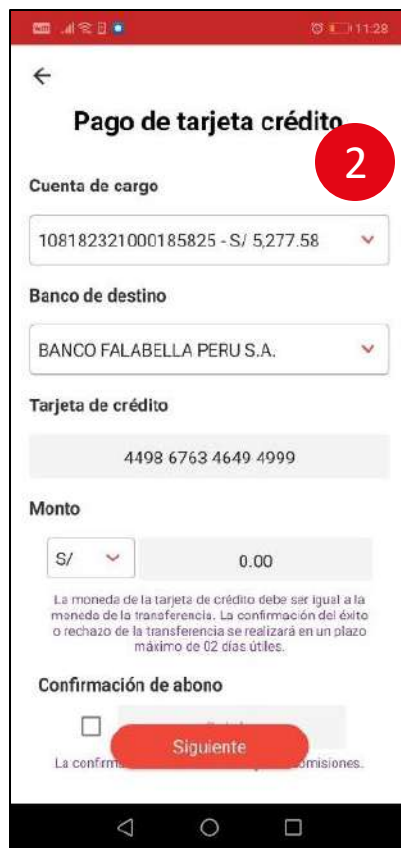 11:28
Pago de tarjeta crédito
2
Cuenta de cargo
108182321000185825 - S/ 5,277.58
Banco de destino
BANCO FALABELLA PERU S.A.
Tarjeta de crédito
4498 6763 4649 4999
Monto
S/
0.00
La moneda de la tarjeta de crédito debe ser igual a la
moneda de la transferencia. La confirmación del éxito
o rechazo de la transferencia se realizará en un plazo
máximo de 02 días útiles.
Confirmación de abono
Siguiente
La confirm
omisiones.